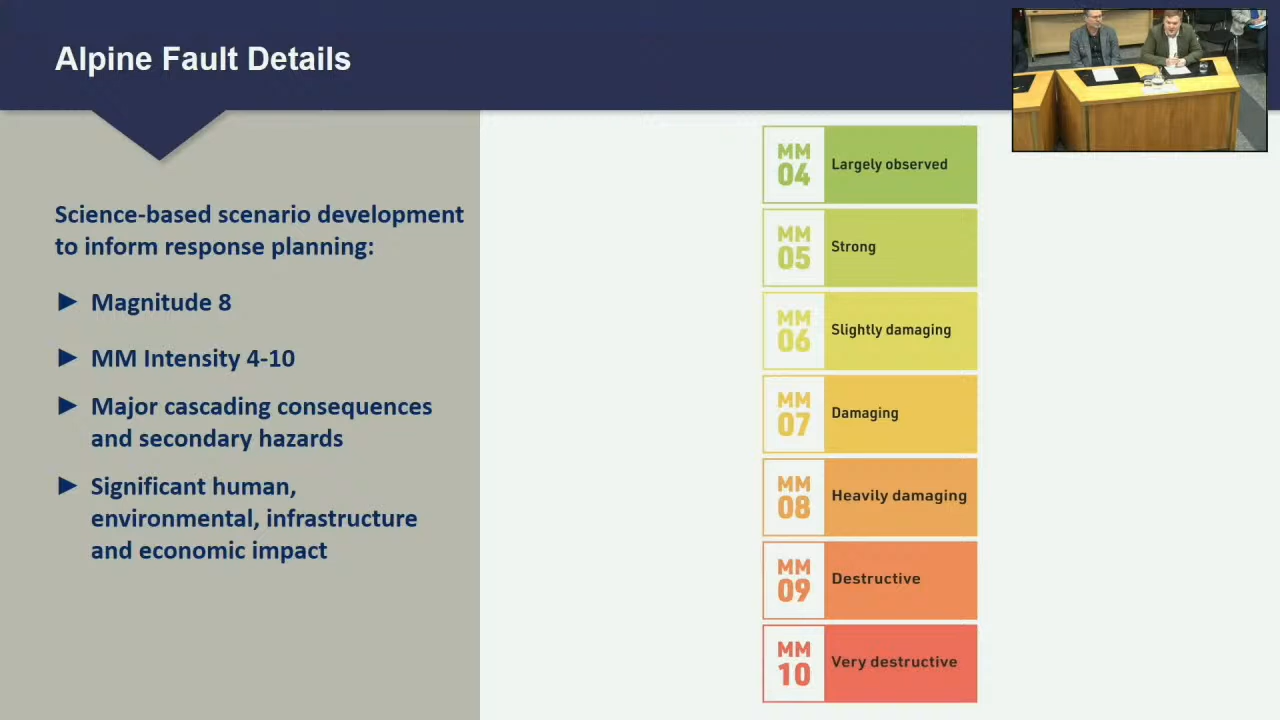 Alpine Fault Details
Science-based scenario development
to inform response planning:
► Magnitude 8
► MM Intensity 4-10
► Major cascading consequences
and secondary hazards
► Significant human,
environmental, infrastructure
and economic impact
MM
04
Largely observed
MM
05
Strong
MM
06
Slightly damaging
MM
07
Damaging
MM
08
Heavily damaging
MM
09
Destructive
MM
10
Very destructive